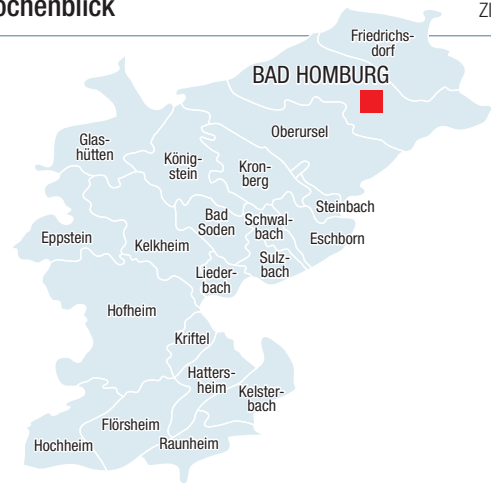 Friedrichs-
dorf
BAD HOMBURG
Oberursel
Glas-
hütten
König-
stein
Kron-
berg
Steinbach
Bad
Soden
Schwal-
bach
Eschborn
Eppstein
Kelkheim
Sulz-
bach
Lieder-
bach
Hofheim
Kriftel
Hatters-
heim
Kelster-
bach
Flörsheim
Hochheim
Raunheim